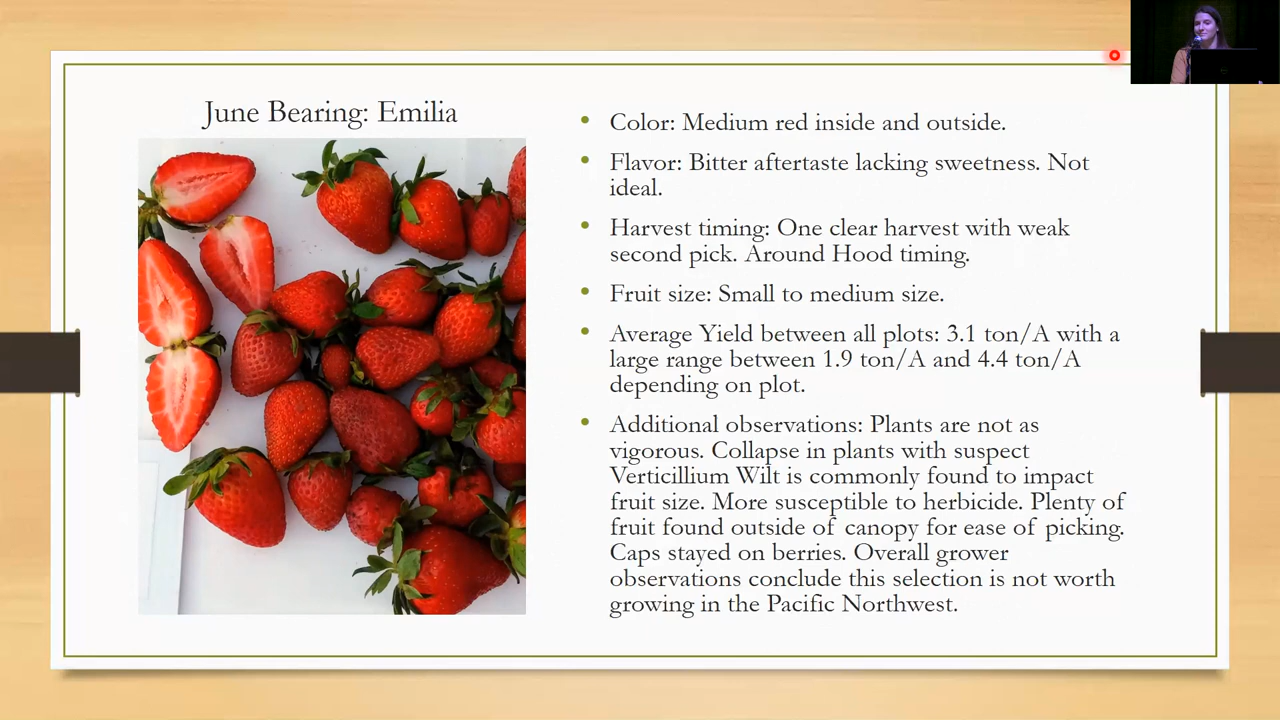 June Bearing: Emilia
• Color: Medium red inside and outside.
• Flavor: Bitter aftertaste lacking sweetness. Not
ideal.
• Harvest timing: One clear harvest with weak
second pick. Around Hood timing.
• Fruit size: Small to medium size.
• Average Yield between all plots: 3.1 ton/A with a
large range between 1.9 ton/A and 4.4 ton/A
depending on plot.
• Additional observations: Plants are not as
vigorous. Collapse in plants with suspect
Verticillium Wilt is commonly found to impact
fruit size. More susceptible to herbicide. Plenty of
fruit found outside of canopy for ease of picking.
Caps stayed on berries. Overall grower
observations conclude this selection is not worth
growing in the Pacific Northwest.